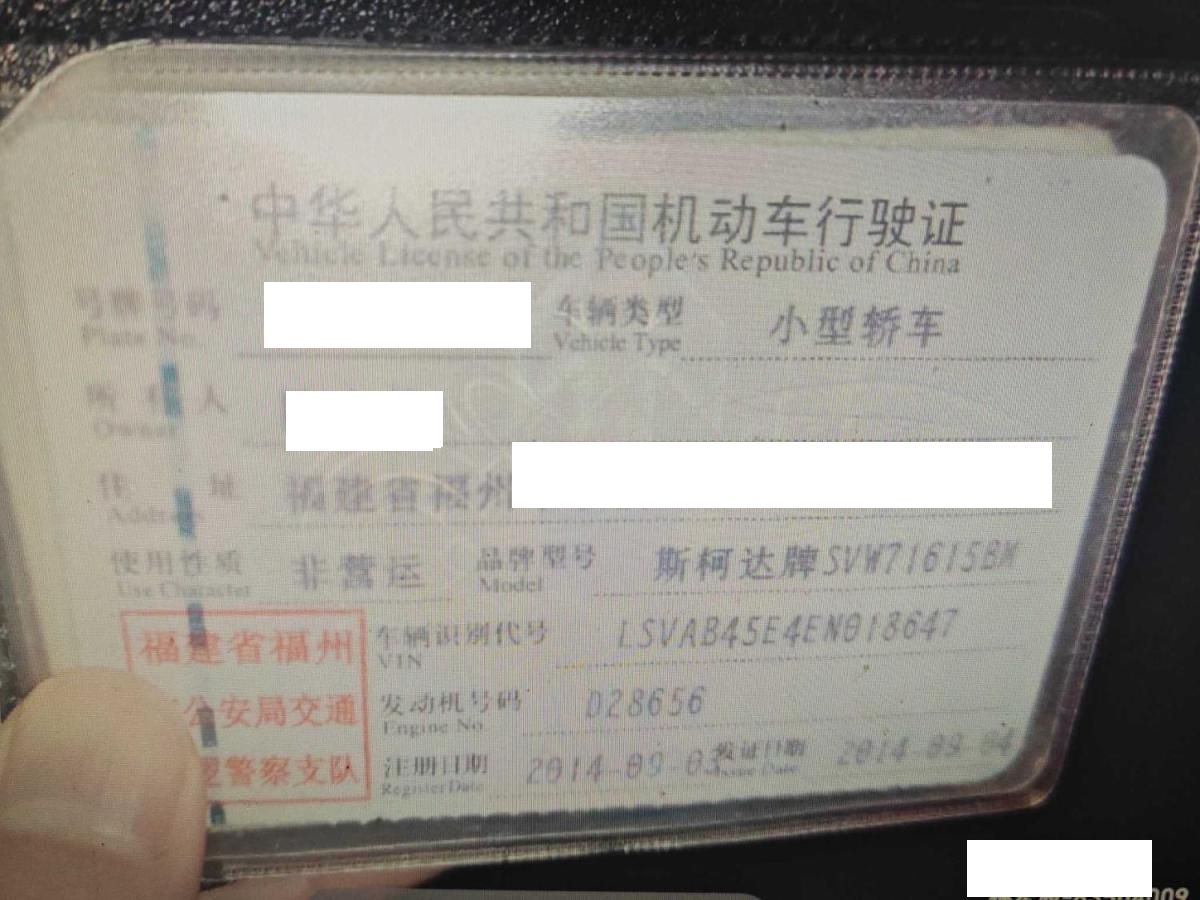 中华人民共和国机动车行驶证
Vehicle License of the People's Republic of China
号牌号码 车辆类型 小型轿车
Plate No. Vehicle Type
所有人
Owner
住址 福建省福州
Address
使用性质 非营运 品牌型号 斯柯达牌SVW71615BM
Use Character Model
福建省福州 车辆识别代号 LSVAB45E4EN018647
VIN
公安局交通 发动机号码 D28656
Engine No.
警察支队 注册日期 2014-09-03 发证日期 2014-09-04
Register Date Issue Date